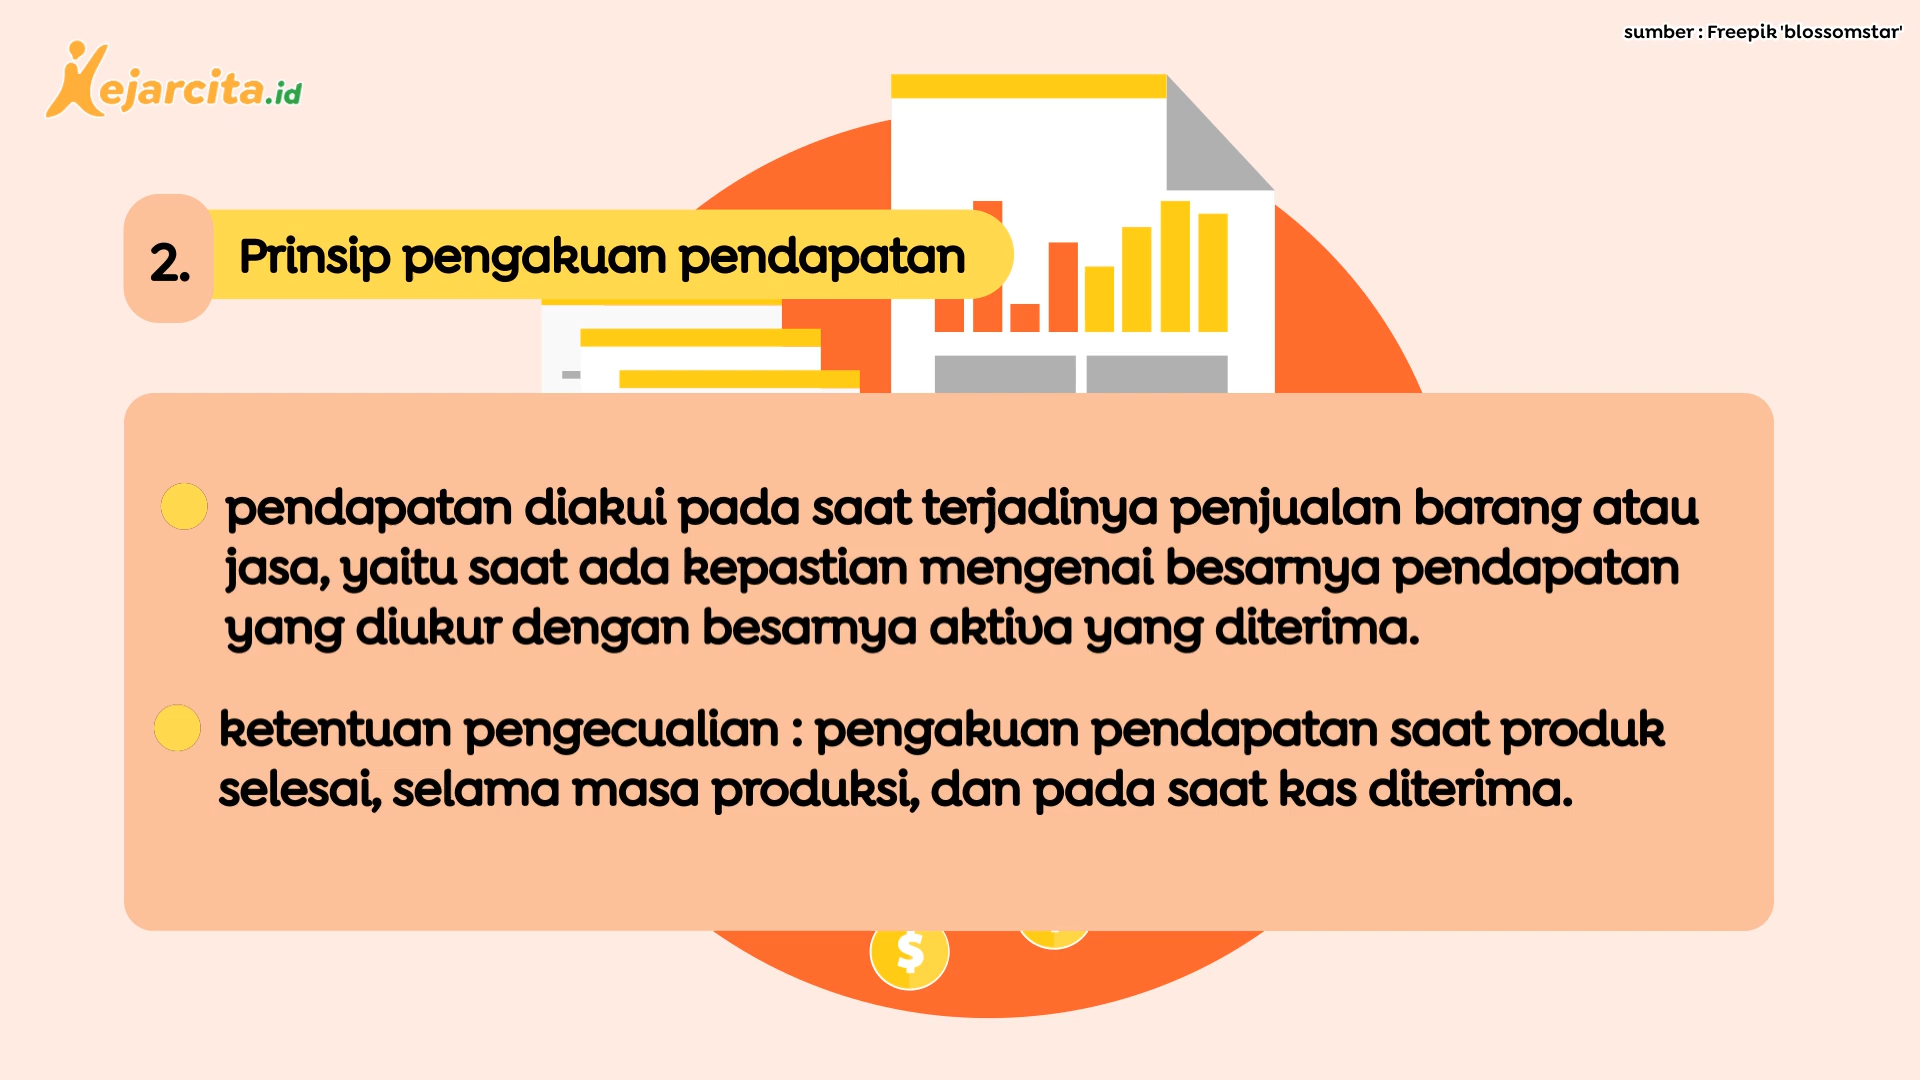 Kejarcita.id
sumber : Freepik 'blossomstar'
2.
Prinsip pengakuan pendapatan
pendapatan diakui pada saat terjadinya penjualan barang atau
jasa, yaitu saat ada kepastian mengenai besarnya pendapatan
yang diukur dengan besarnya aktiva yang diterima.
ketentuan pengecualian : pengakuan pendapatan saat produk
selesai, selama masa produksi, dan pada saat kas diterima.
$